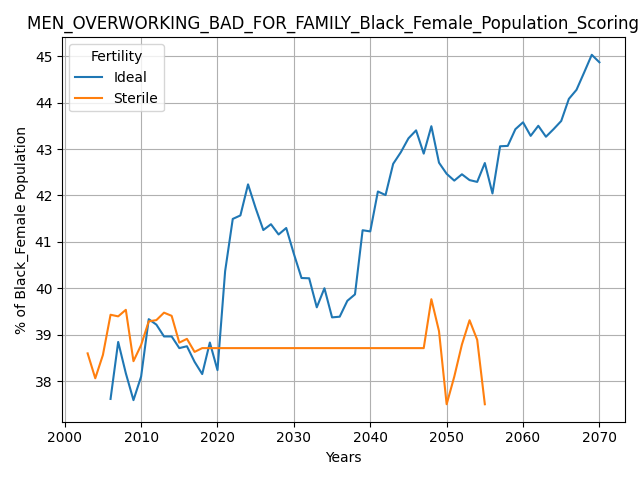 MEN_OVERWORKING_BAD_FOR_FAMILY_Black_Female_Population_Scoring
Fertility
Ideal
Sterile
% of Black_Female Population
45
44
43
42
41
40
39
38
2000
2010
2020
2030
2040
2050
2060
2070
Years